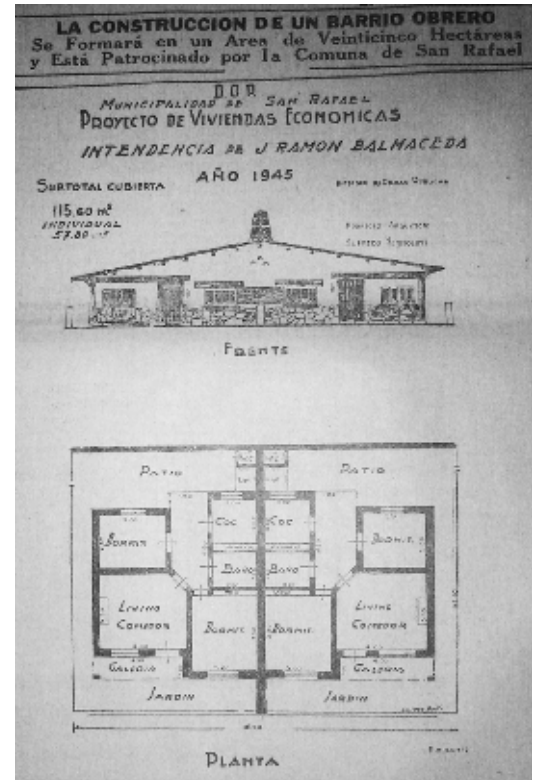 LA CONSTRUCCION DE UN BARRIO OBRERO
Se Formará en un Area de Veinticinco Hectáreas
y Está Patrocinado por la Comuna de San Rafael
MUNICIPALIDAD DE SAN RAFAEL
PROYECTO DE VIVIENDAS ECONOMICAS
INTENDENCIA DE J RAMON BALMACEDA
AÑO 1945
CUBIERTA
115,60 M²
INDIVIDUAL
57.80
FRENTE
PATIO PATIO
COC COC
DORMIT. DORMIT.
BAÑO BAÑO
LIVING LIVING
COMEDOR COMEDOR
DORMIT. DORMIT.
GALERIA GALERIA
JARDIN JARDIN
PLANTA